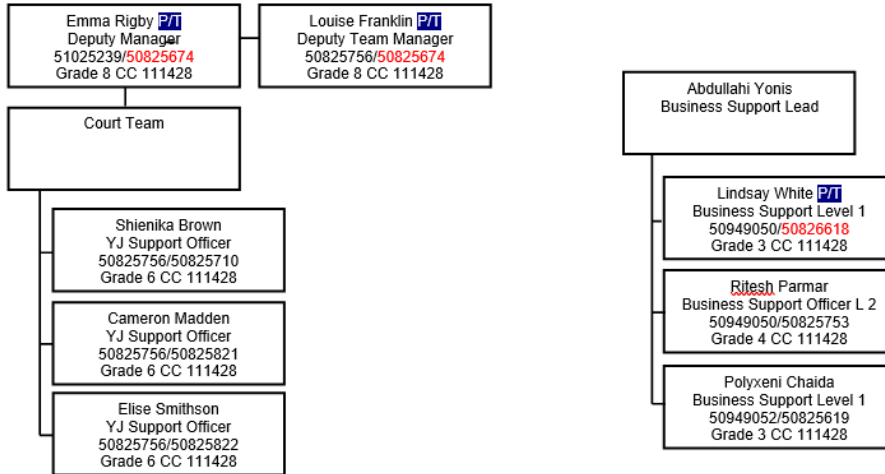 Emma Rigby P/T
Deputy Manager
51025239/50825674
Grade 8 CC 111428
Louise Franklin P/T
Deputy Team Manager
50825756/50825674
Grade 8 CC 111428
Court Team
Shienika Brown
YJ Support Officer
50825756/50825710
Grade 6 CC 111428
Cameron Madden
YJ Support Officer
50825756/50825821
Grade 6 CC 111428
Elise Smithson
YJ Support Officer
50825756/50825822
Grade 6 CC 111428
Abdullahi Yonis
Business Support Lead
Lindsay White P/T
Business Support Level 1
50949050/50826618
Grade 3 CC 111428
Ritesh Parmar
Business Support Officer L 2
50949050/50825753
Grade 4 CC 111428
Polyxeni Chaida
Business Support Level 1
50949052/50825619
Grade 3 CC 111428